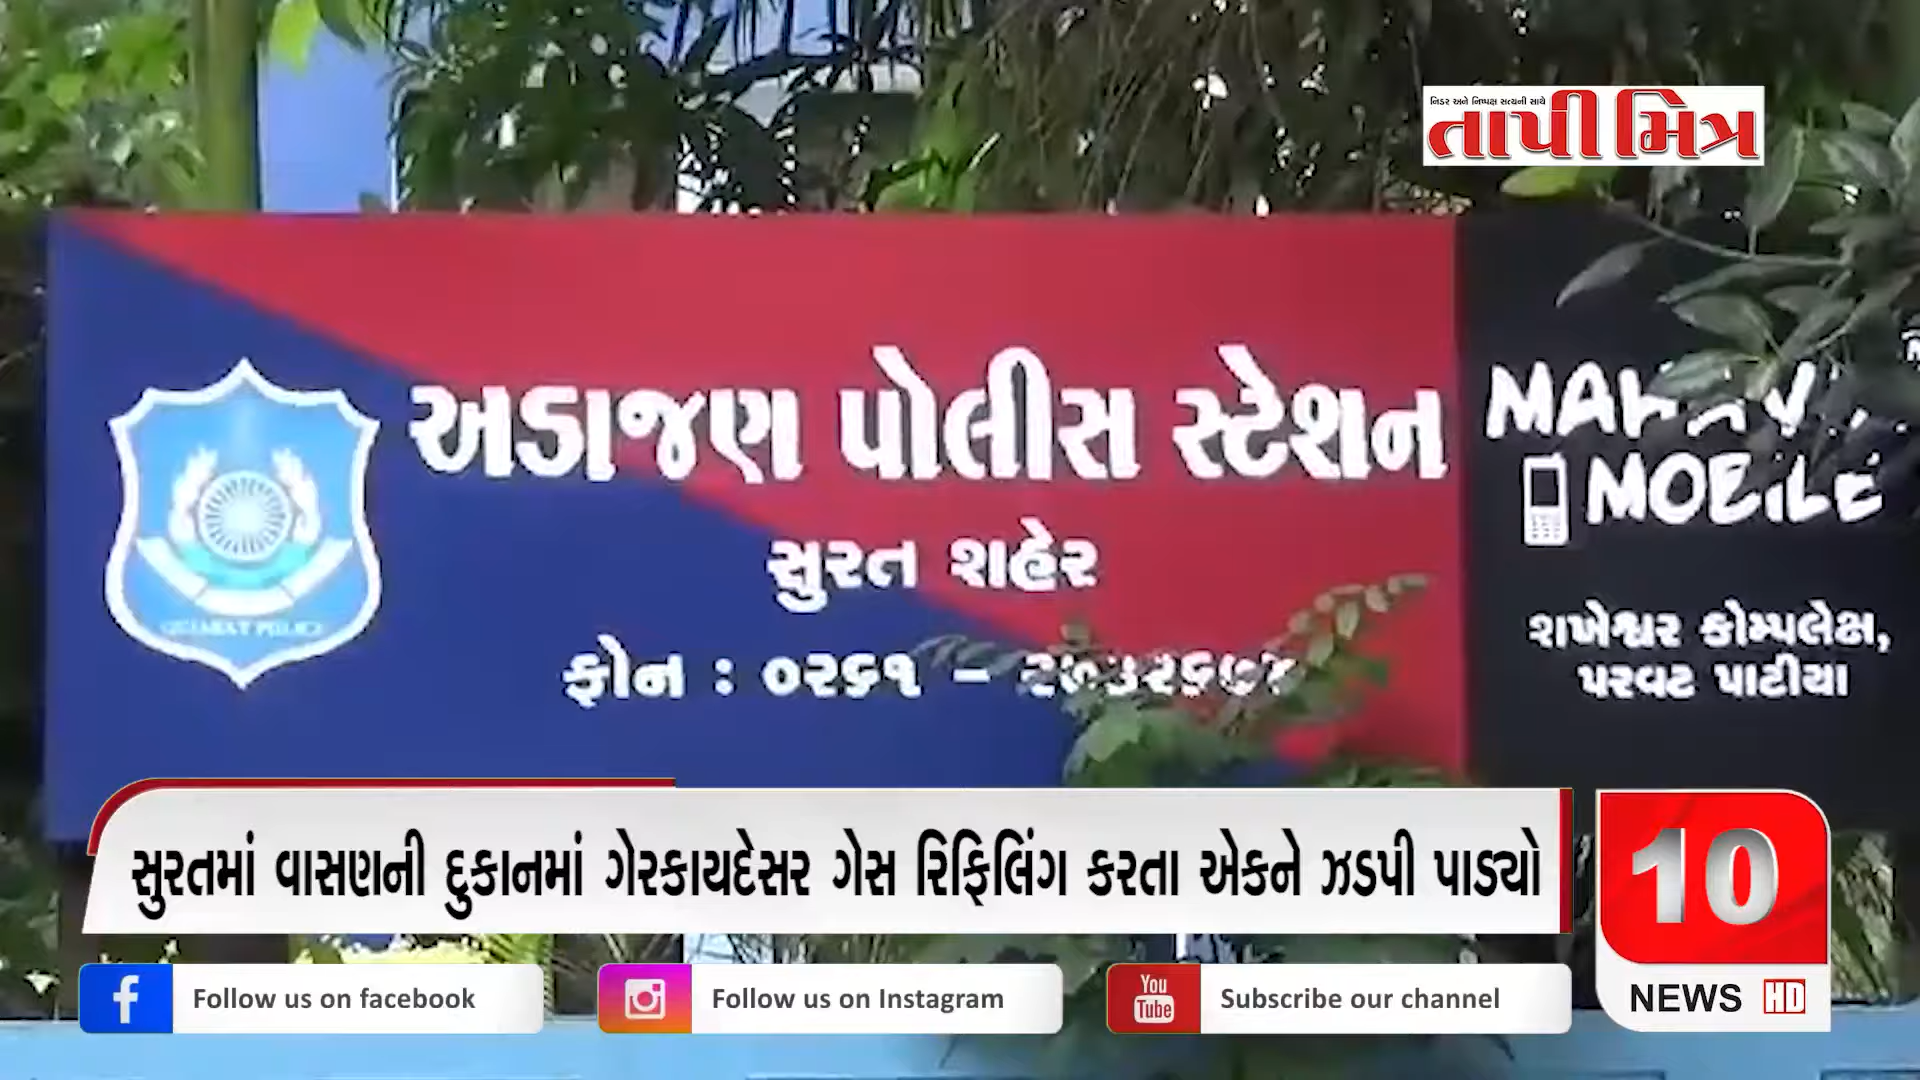 નિડર અને નિષ્પક્ષ સત્યની સાથે
તાપી મિત્ર
અડાજણ પોલીસ સ્ટેશન
સુરત શહેર
ફોન : ૦૨૬૧ –
GUJARAT POLICE
MOBILE
શખેશ્વર કોમ્પલેક્ષ,
પરવટ પાટીયા
સુરતમાં વાસણની દુકાનમાં ગેરકાયદેસર ગેસ રિફિલિંગ કરતા એકને ઝડપી પાડ્યો
10
NEWS HD
Follow us on facebook
Follow us on Instagram
You
Tube
Subscribe our channel